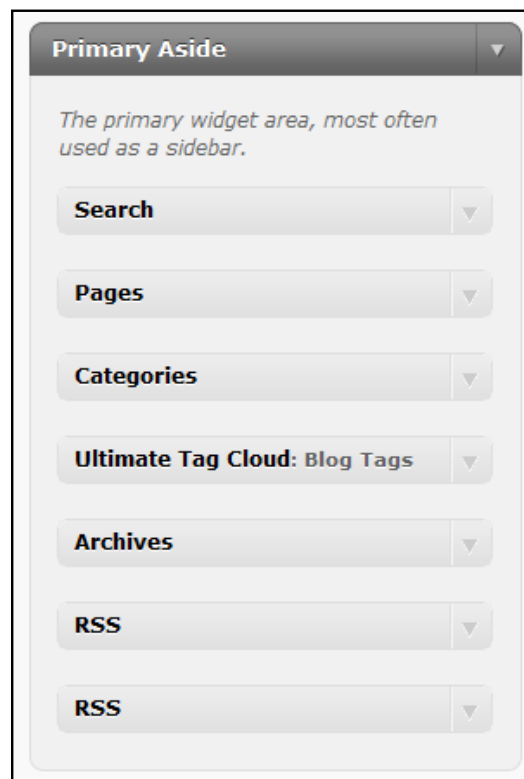 Primary Aside
The primary widget area, most often
used as a sidebar.
Search
Pages
Categories
Ultimate Tag Cloud: Blog Tags
Archives
RSS
RSS